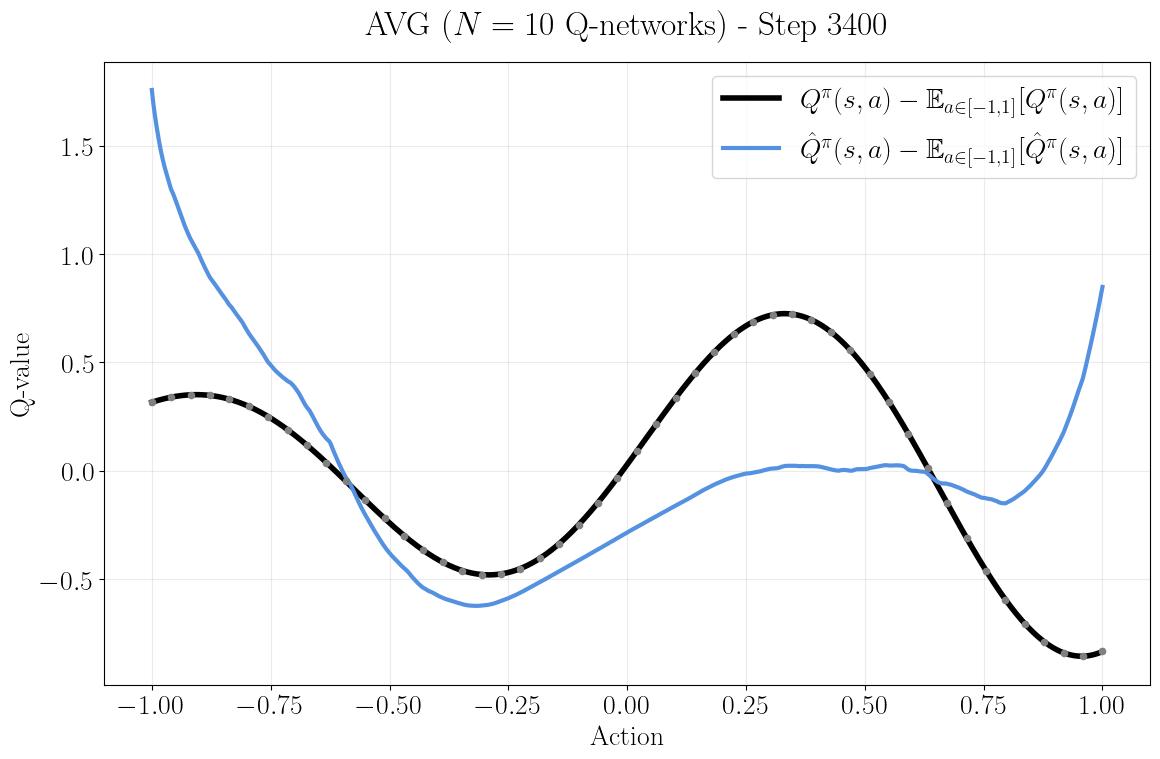 AVG (N = 10 Q-networks) - Step 3400
Q^π(s, a) − 𝔼_{a∈[−1,1]}[Q^π(s, a)]
Q̂^π(s, a) − 𝔼_{a∈[−1,1]}[Q̂^π(s, a)]
1.5
1.0
0.5
0.0
−0.5
Q-value
−1.00 −0.75 −0.50 −0.25 0.00 0.25 0.50 0.75 1.00
Action